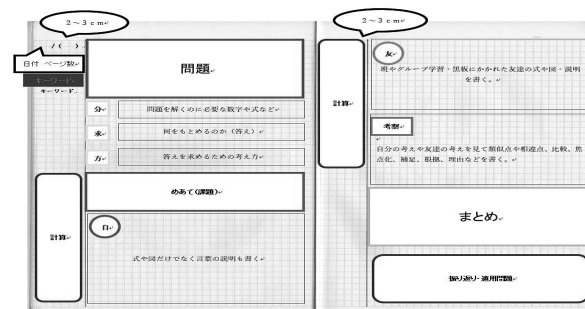 2～3cm
/( )
日付 ページ数
キーワード
キーワード
問題
分 問題を解くのに必要な数字や式など
求 何をもとめるのか(答え)
方 答えを求めるための考え方
めあて(課題)
計算
自
式や図だけでなく言葉の説明も書く
2～3cm
計算
友
班やグループ学習・黒板にかかれた友達の式や図・説明
を書く。
考察
自分の考えや友達の考えを見て類似点や相違点、比較、焦
点化、補足、根拠、理由などを書く。
まとめ
振り返り・適用問題